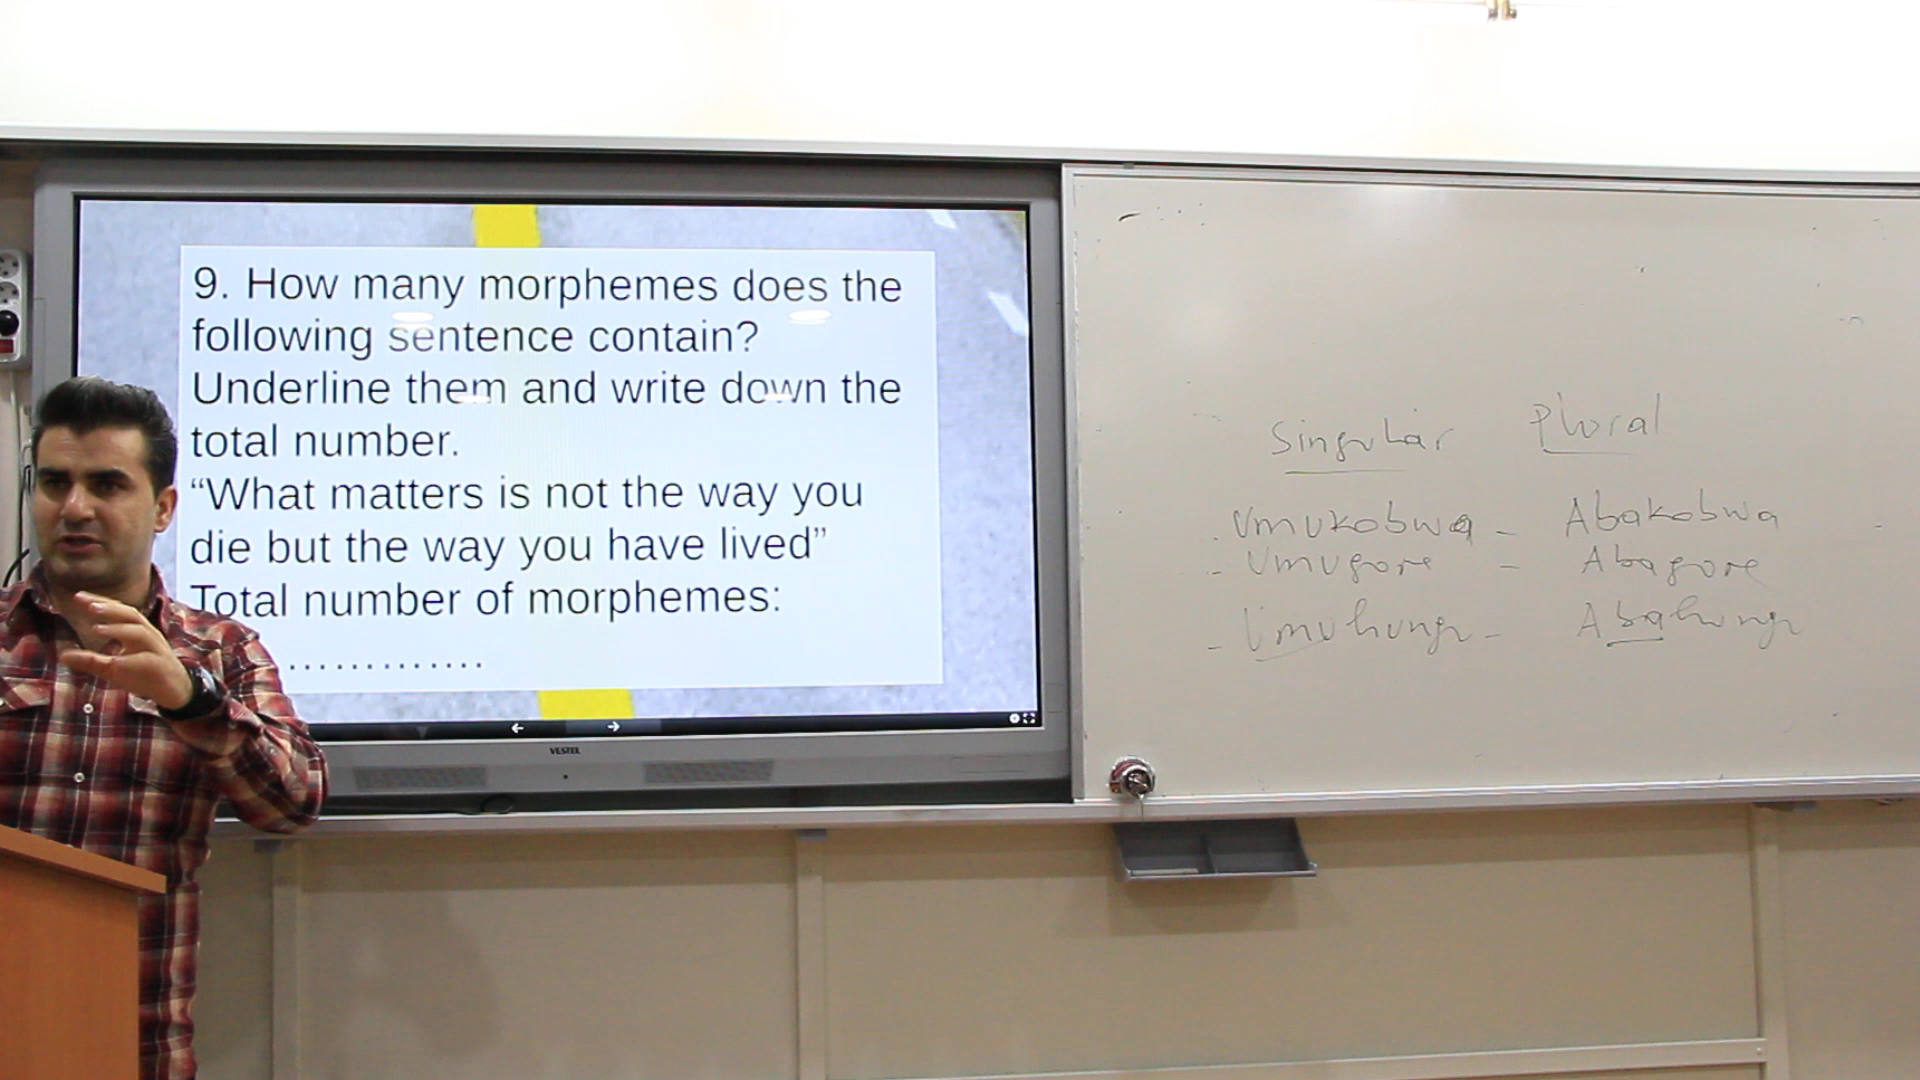 9. How many morphemes does the
following sentence contain?
Underline them and write down the
total number.
“What matters is not the way you
die but the way you have lived”
Total number of morphemes:
.............
VESTEL
Singular Plural
- Umukobwa - Abakobwa
- Umugore - Abagore
- Umuhungu - Abahungu